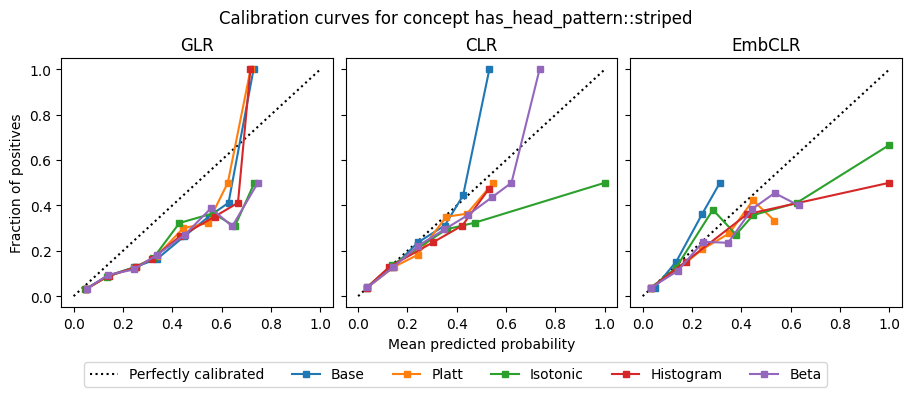 Calibration curves for concept has_head_pattern::striped
GLR
CLR
EmbCLR
Fraction of positives
1.0
0.8
0.6
0.4
0.2
0.0
0.0 0.2 0.4 0.6 0.8 1.0
0.0 0.2 0.4 0.6 0.8 1.0
0.0 0.2 0.4 0.6 0.8 1.0
Mean predicted probability
Perfectly calibrated Base Platt Isotonic Histogram Beta